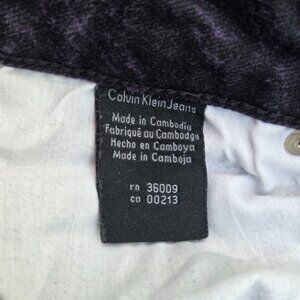 Calvin Klein Jeans
Made in Cambodia
Fabriqué au Cambodge
Hecho en Camboya
Made in Camboja
rn 36009
ca 00213